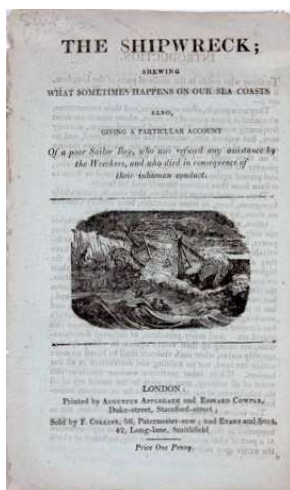 THE SHIPWRECK;
SHEWING
WHAT SOMETIMES HAPPENS ON OUR SEA COASTS
ALSO,
GIVING A PARTICULAR ACCOUNT
Of a poor Sailor Boy, who was refused any assistance by
the Wreckers, and who died in consequence of
their inhuman conduct.
LONDON:
Printed by AUGUSTUS APPLEGATH and EDWARD COWPER,
Duke-street, Stamford-street;
Sold by F. COLLINS, 56, Paternoster-row; and EVANS and SONS,
42, Long-lane, Smithfield
Price One Penny.